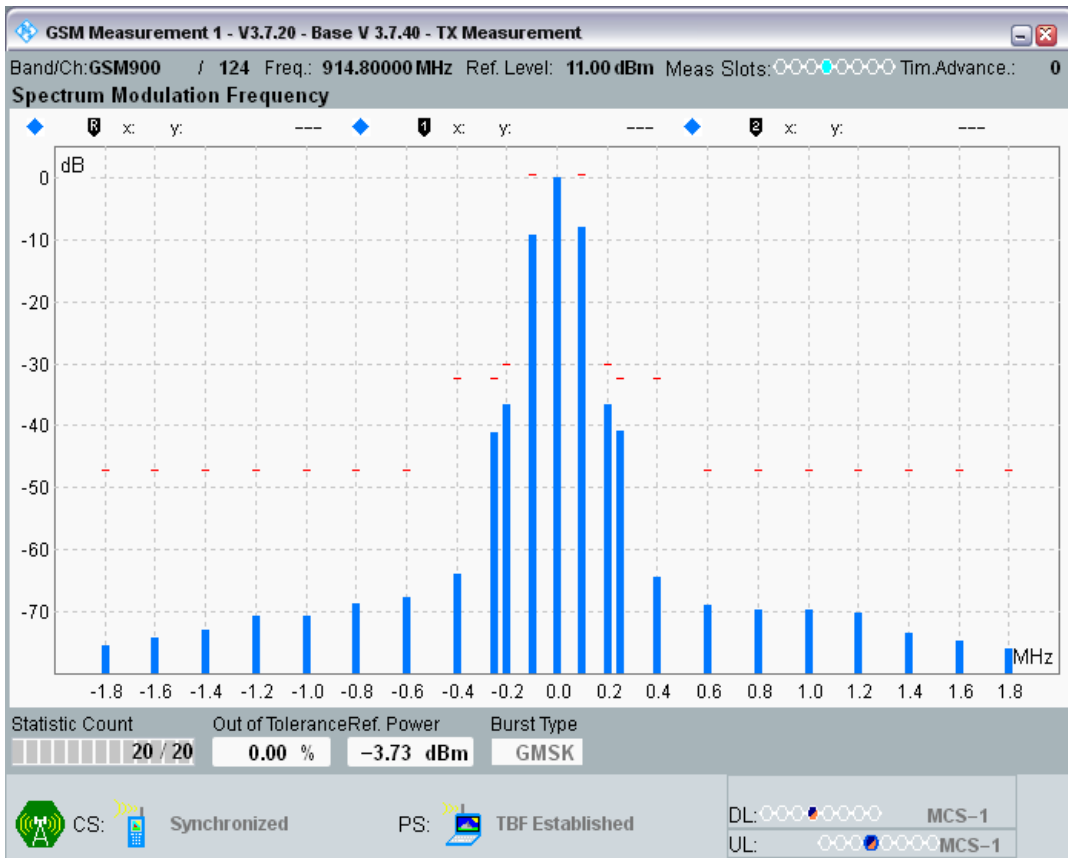 GSM Measurement 1 - V3.7.20 - Base V 3.7.40 - TX Measurement
Band/Ch:GSM900 / 124 Freq.: 914.80000 MHz Ref. Level: 11.00 dBm Meas Slots: Tim.Advance.: 0
Spectrum Modulation Frequency
R x: y: --- 1 x: y: --- 2 x: y: ---
dB
0
-10
-20
-30
-40
-50
-60
-70
MHz
-1.8 -1.6 -1.4 -1.2 -1.0 -0.8 -0.6 -0.4 -0.2 0.0 0.2 0.4 0.6 0.8 1.0 1.2 1.4 1.6 1.8
Statistic Count Out of Tolerance Ref. Power Burst Type
20 / 20 0.00 % −3.73 dBm GMSK
CS: Synchronized PS: TBF Established
DL: MCS−1
UL: MCS−1